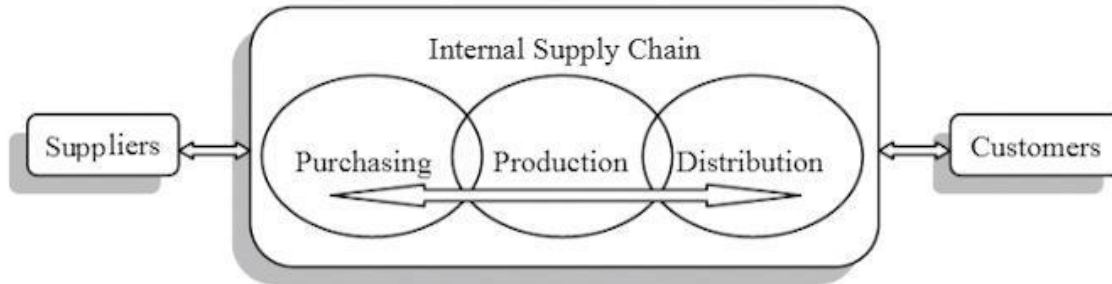 Internal Supply Chain
Suppliers
Purchasing
Production
Distribution
Customers